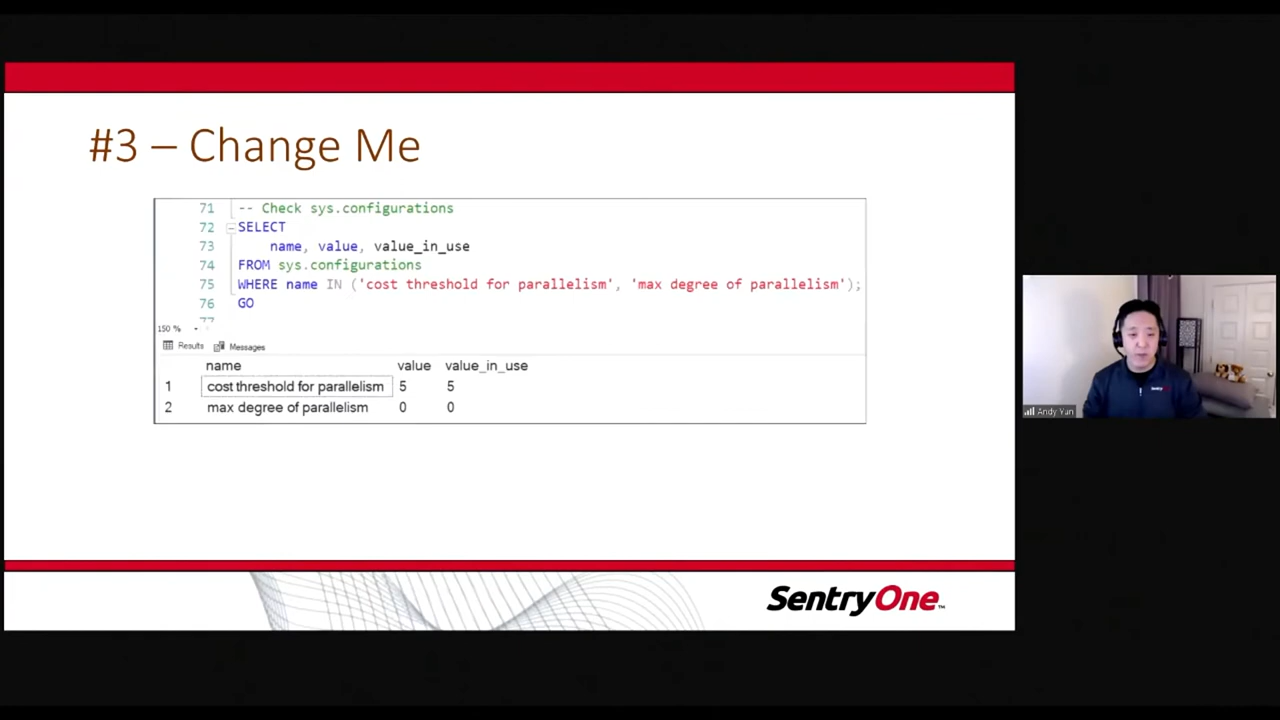 #3 – Change Me
71 -- Check sys.configurations
72 SELECT
73 name, value, value_in_use
74 FROM sys.configurations
75 WHERE name IN ('cost threshold for parallelism', 'max degree of parallelism');
76 GO
77
150 %
Results Messages
name value value_in_use
1 cost threshold for parallelism 5 5
2 max degree of parallelism 0 0
SentryOne™
SentryOne
Andy Yun